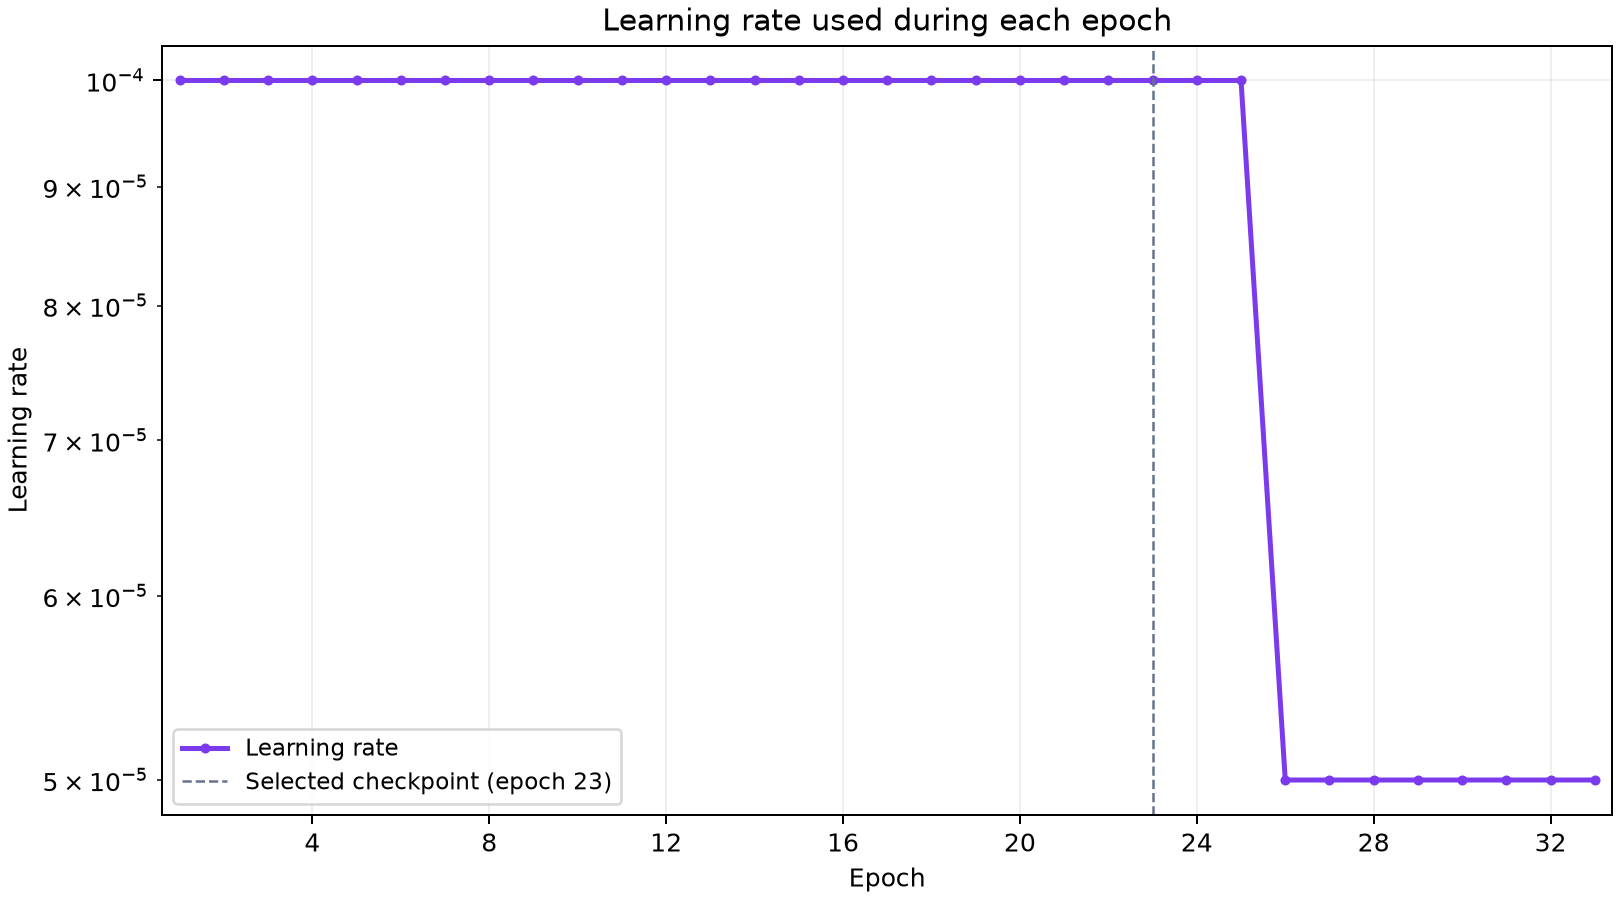 Learning rate used during each epoch
10⁻⁴
9 × 10⁻⁵
8 × 10⁻⁵
7 × 10⁻⁵
6 × 10⁻⁵
5 × 10⁻⁵
Learning rate
Learning rate
Selected checkpoint (epoch 23)
4 8 12 16 20 24 28 32
Epoch